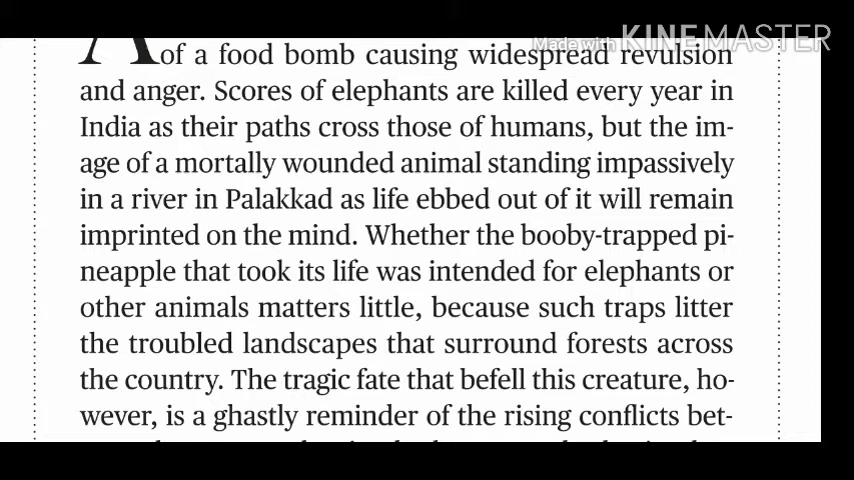 Made with KINEMASTER
A of a food bomb causing widespread revulsion
and anger. Scores of elephants are killed every year in
India as their paths cross those of humans, but the im-
age of a mortally wounded animal standing impassively
in a river in Palakkad as life ebbed out of it will remain
imprinted on the mind. Whether the booby-trapped pi-
neapple that took its life was intended for elephants or
other animals matters little, because such traps litter
the troubled landscapes that surround forests across
the country. The tragic fate that befell this creature, ho-
wever, is a ghastly reminder of the rising conflicts bet-